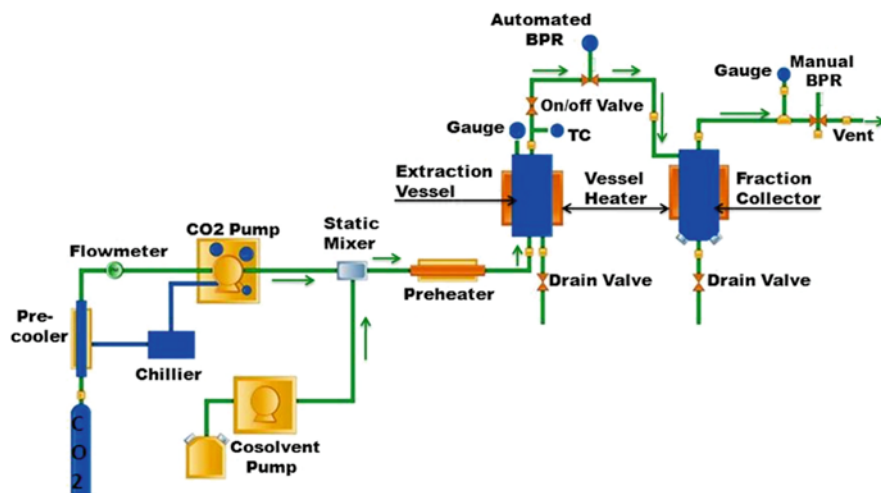 Automated
BPR
Gauge
Manual
BPR
On/off Valve
Gauge
TC
Vent
Extraction
Vessel
Vessel
Heater
Fraction
Collector
CO2 Pump
Static
Mixer
Flowmeter
Preheater
Drain Valve
Drain Valve
Pre-
cooler
Chillier
Cosolvent
Pump
C
O
2